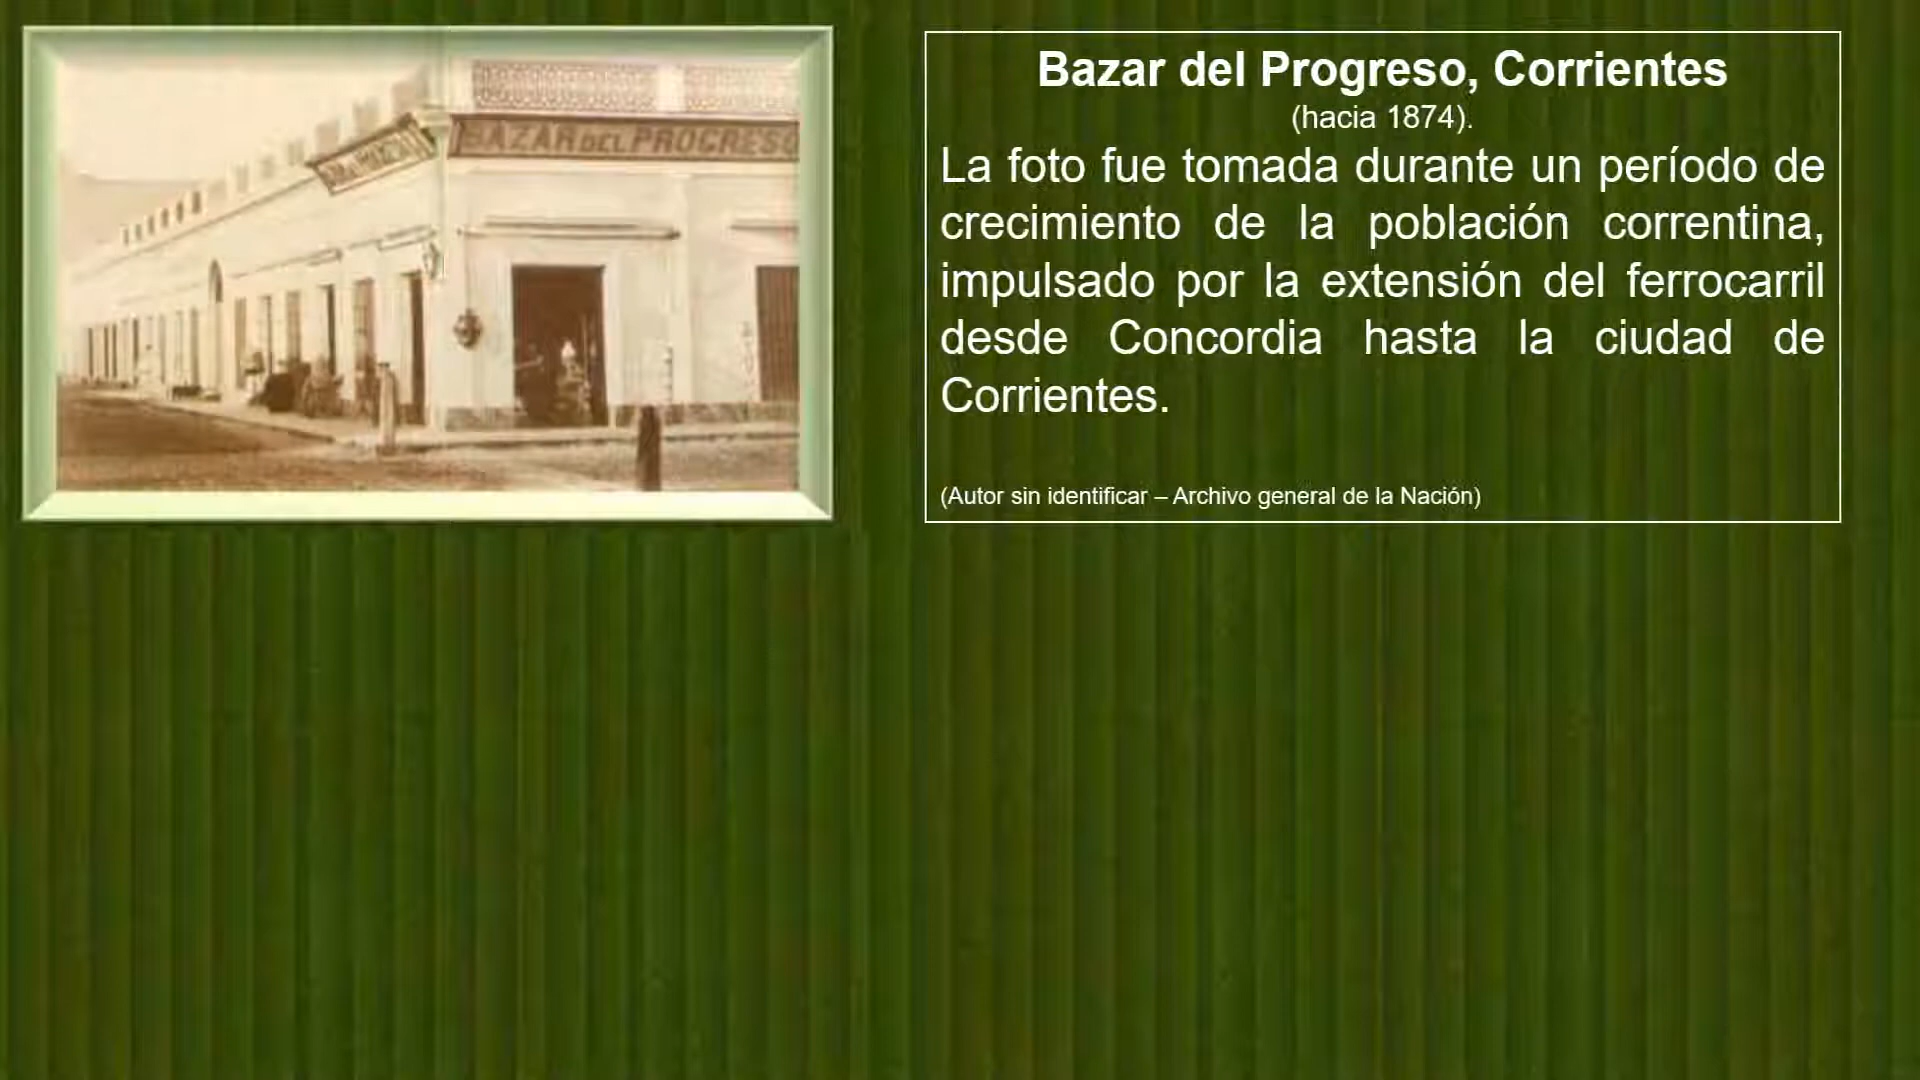 BAZAR DEL PROGRESO
Bazar del Progreso, Corrientes
(hacia 1874).
La foto fue tomada durante un período de
crecimiento de la población correntina,
impulsado por la extensión del ferrocarril
desde Concordia hasta la ciudad de
Corrientes.
(Autor sin identificar – Archivo general de la Nación)